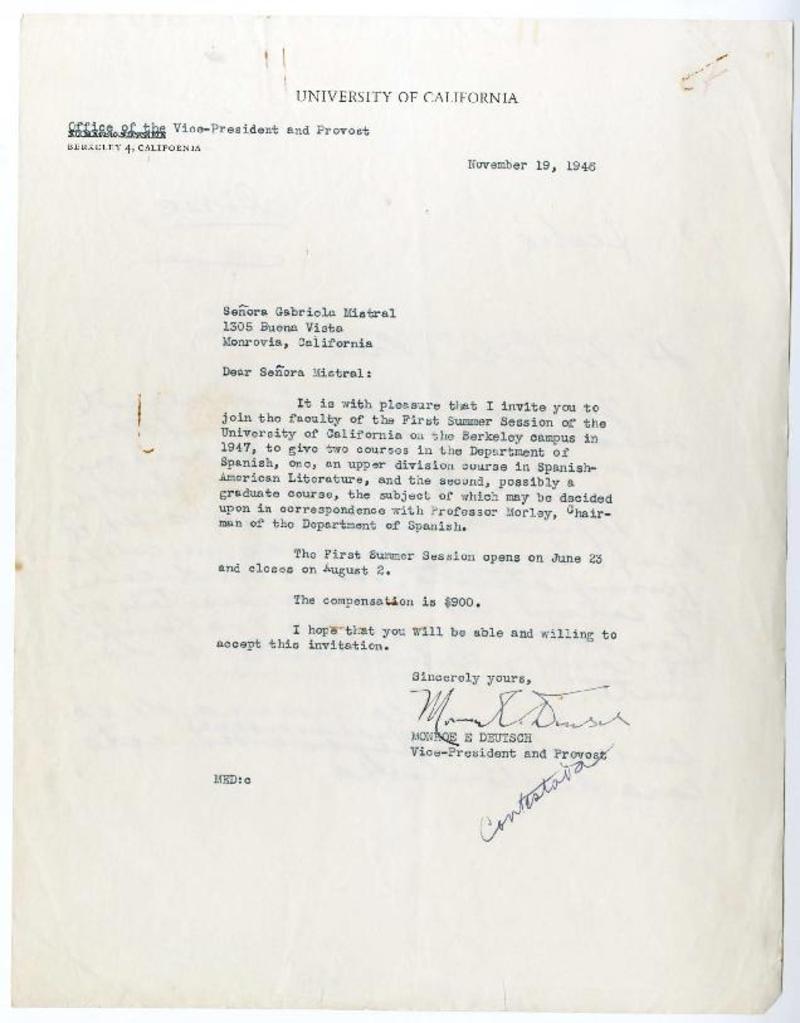 UNIVERSITY OF CALIFORNIA
Office of the Vice-President and Provost
BERKELEY 4, CALIFORNIA
November 19, 1946
Señora Gabriela Mistral
1305 Buena Vista
Monrovia, California
Dear Señora Mistral:
It is with pleasure that I invite you to
join the faculty of the First Summer Session of the
University of California on the Berkeley campus in
1947, to give two courses in the Department of
Spanish, one, an upper division course in Spanish-
American Literature, and the second, possibly a
graduate course, the subject of which may be decided
upon in correspondence with Professor Morley, Chair-
man of the Department of Spanish.
The First Summer Session opens on June 23
and closes on August 2.
The compensation is $900.
I hope that you will be able and willing to
accept this invitation.
Sincerely yours,
Monroe E. Deutsch
MONROE E DEUTSCH
Vice-President and Provost
Contestada
MED:c